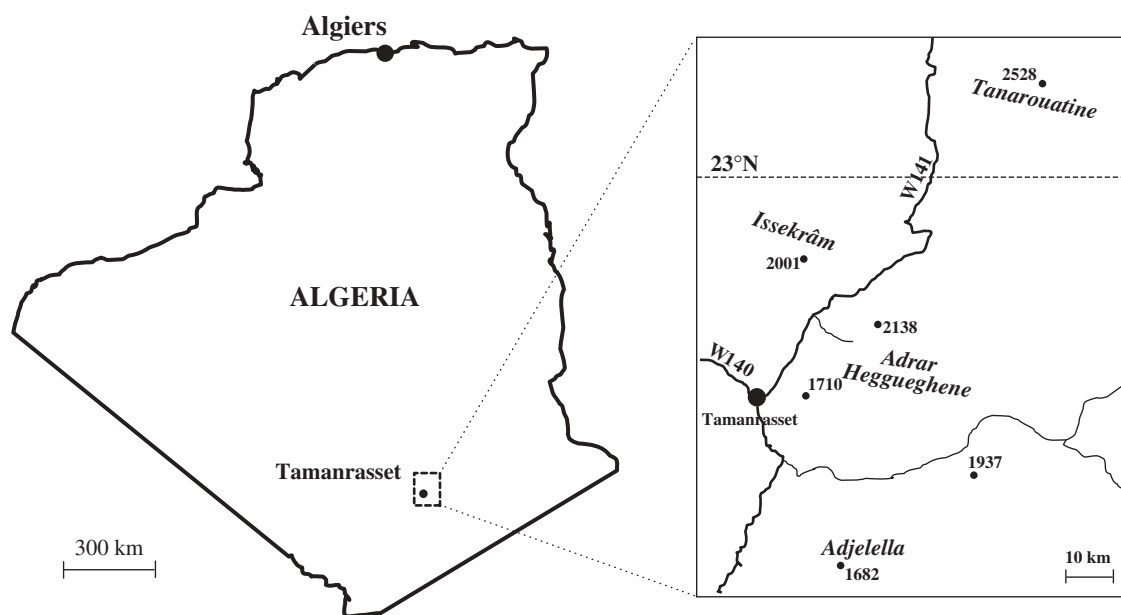 Algiers
ALGERIA
Tamanrasset
300 km
2528
Tanarouatine
23°N
W141
Issekrâm
2001
2138
W140
Adrar
Heggueghene
1710
Tamanrasset
1937
Adjelella
1682
10 km